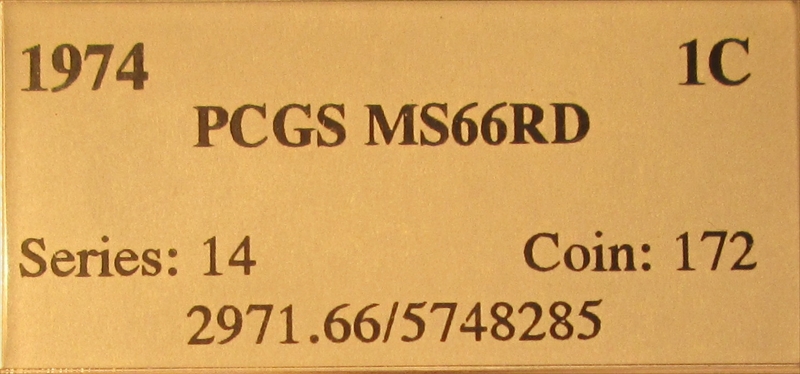 1974 1C
PCGS MS66RD
Series: 14 Coin: 172
2971.66/5748285